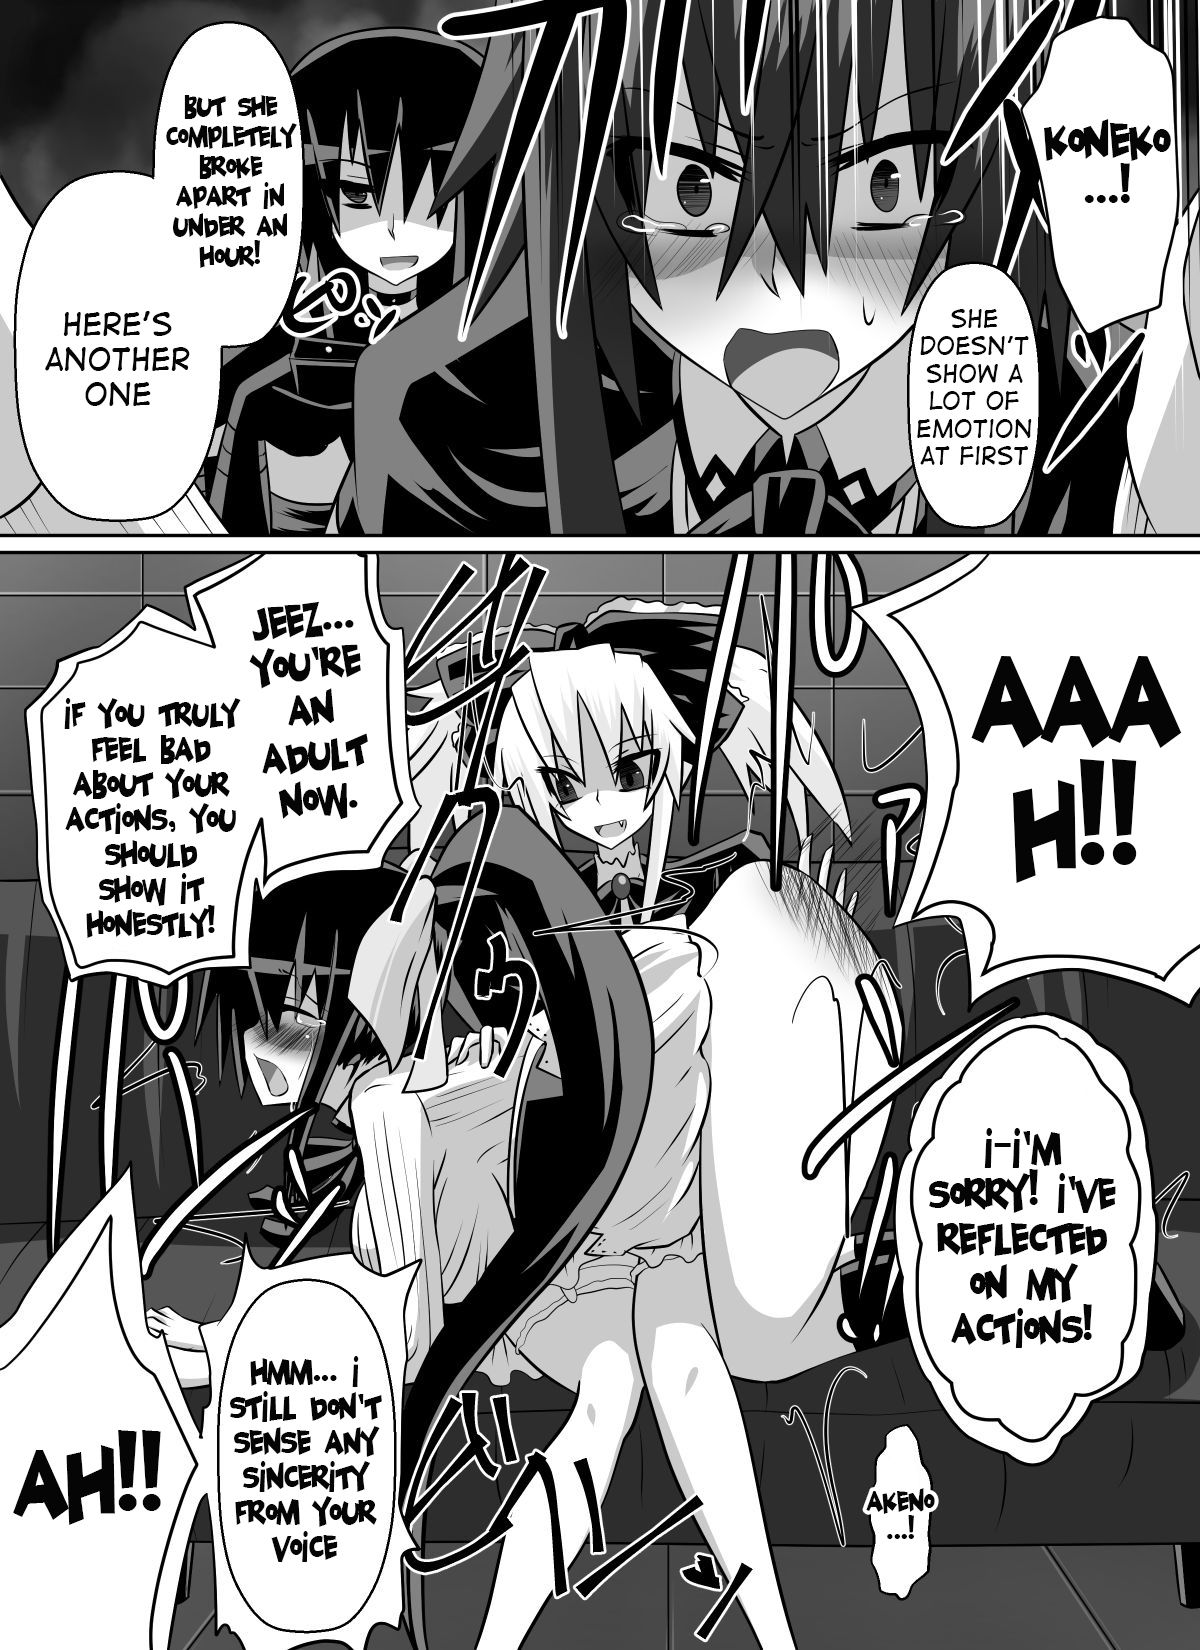 KONEKO
...!
SHE
DOESN'T
SHOW A
LOT OF
EMOTION
AT FIRST
BUT SHE
COMPLETELY
BROKE
APART IN
UNDER AN
HOUR!
HERE'S
ANOTHER
ONE
AAA
H!!
JEEZ...
YOU'RE
AN
ADULT
NOW.
IF YOU TRULY
FEEL BAD
ABOUT YOUR
ACTIONS, YOU
SHOULD
SHOW IT
HONESTLY!
I-I'M
SORRY! I'VE
REFLECTED
ON MY
ACTIONS!
HMM... I
STILL DON'T
SENSE ANY
SINCERITY
FROM YOUR
VOICE
AKENO
...!
AH!!